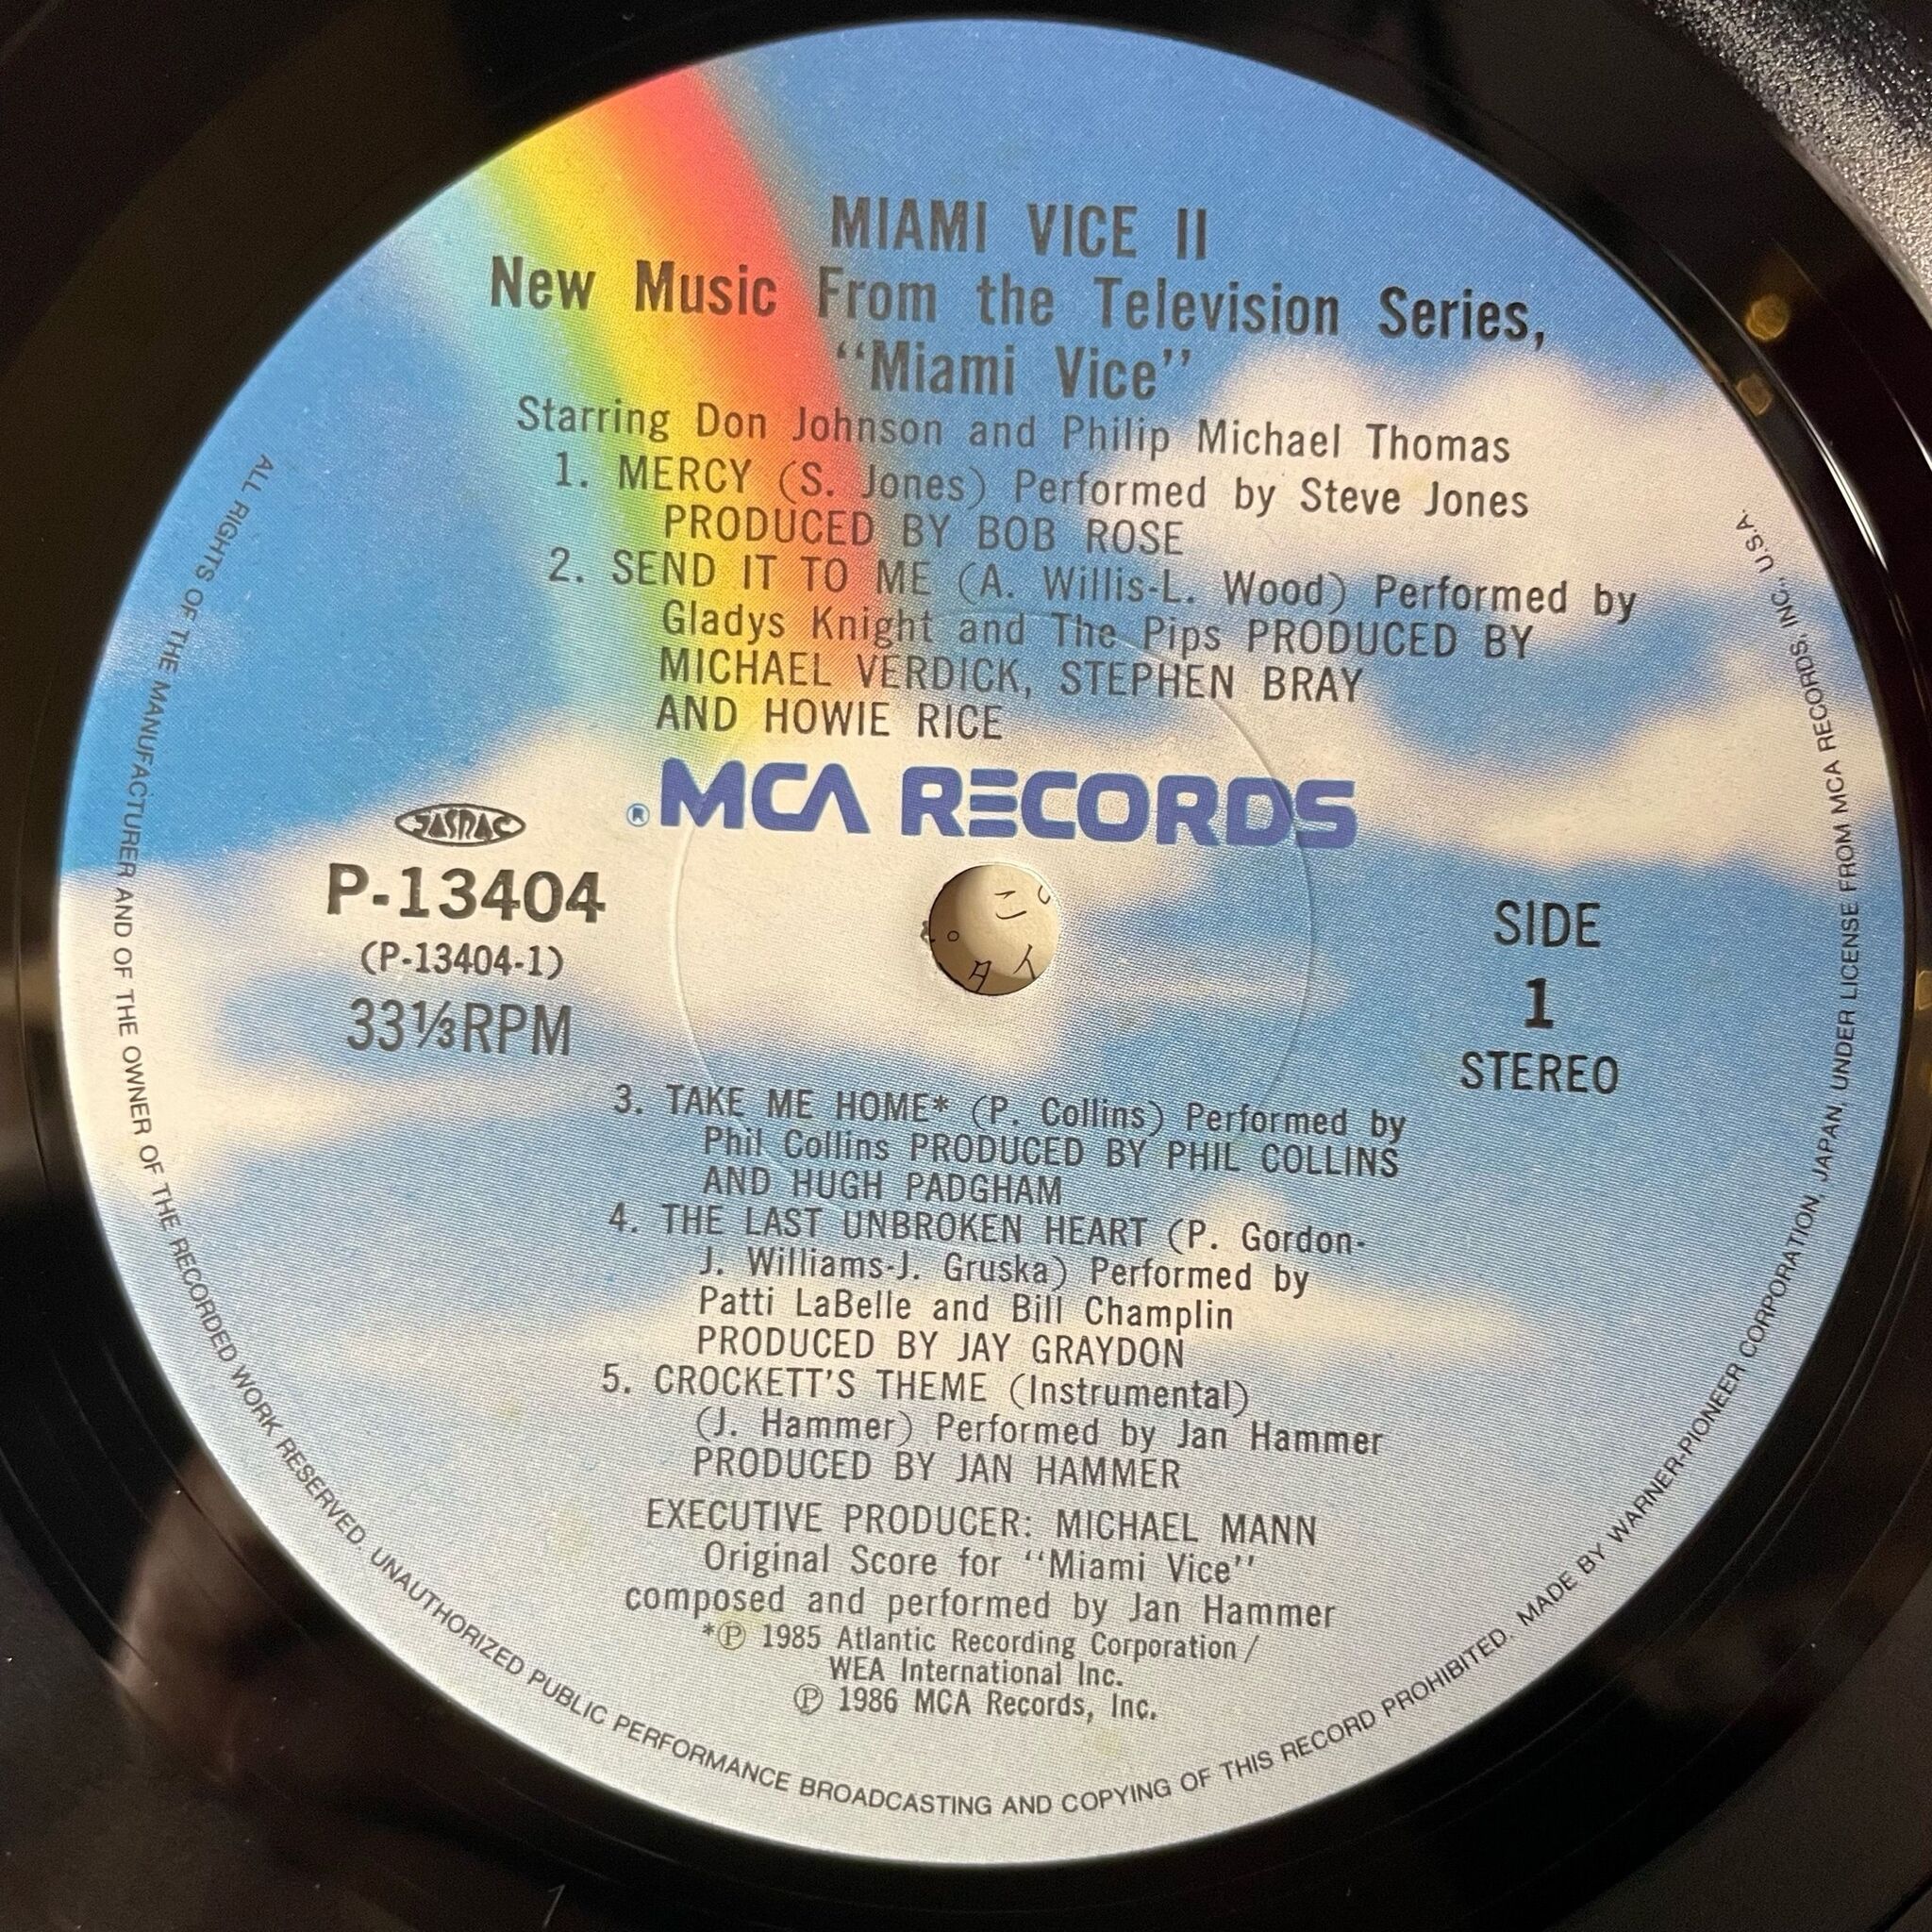 MIAMI VICE II
New Music From the Television Series,
“Miami Vice”
Starring Don Johnson and Philip Michael Thomas
1. MERCY (S. Jones) Performed by Steve Jones
PRODUCED BY BOB ROSE
2. SEND IT TO ME (A. Willis-L. Wood) Performed by
Gladys Knight and The Pips PRODUCED BY
MICHAEL VERDICK, STEPHEN BRAY
AND HOWIE RICE
® MCA RECORDS
JASRAC
P-13404
(P-13404-1)
33⅓RPM
SIDE
1
STEREO
こ
。
タイ
3. TAKE ME HOME* (P. Collins) Performed by
Phil Collins PRODUCED BY PHIL COLLINS
AND HUGH PADGHAM
4. THE LAST UNBROKEN HEART (P. Gordon-
J. Williams-J. Gruska) Performed by
Patti LaBelle and Bill Champlin
PRODUCED BY JAY GRAYDON
5. CROCKETT'S THEME (Instrumental)
(J. Hammer) Performed by Jan Hammer
PRODUCED BY JAN HAMMER
EXECUTIVE PRODUCER: MICHAEL MANN
Original Score for “Miami Vice”
composed and performed by Jan Hammer
*℗ 1985 Atlantic Recording Corporation/
WEA International Inc.
℗ 1986 MCA Records, Inc.
ALL RIGHTS OF THE MANUFACTURER AND OF THE OWNER OF THE RECORDED WORK RESERVED. UNAUTHORIZED PUBLIC PERFORMANCE BROADCASTING AND COPYING OF THIS RECORD PROHIBITED. MADE BY WARNER-PIONEER CORPORATION, JAPAN, UNDER LICENSE FROM MCA RECORDS, INC., U.S.A.